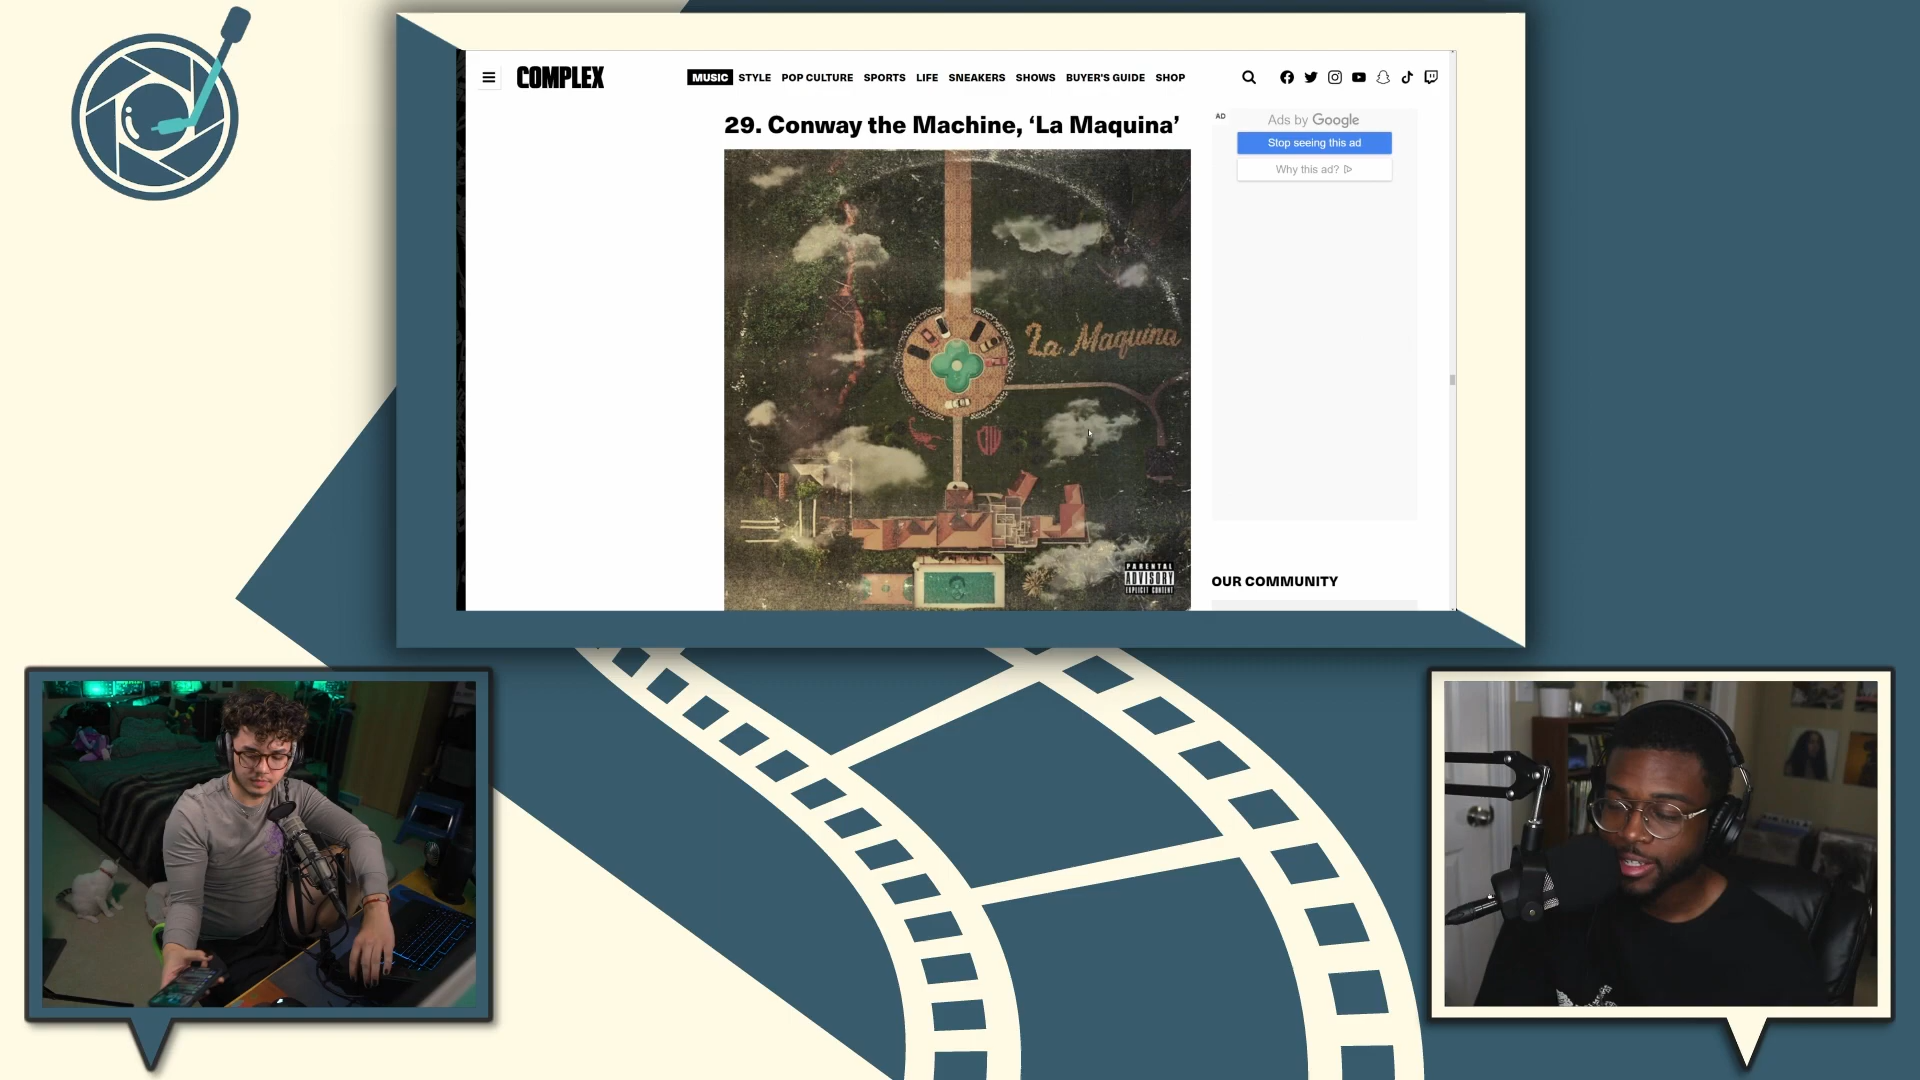 COMPLEX
MUSIC STYLE POP CULTURE SPORTS LIFE SNEAKERS SHOWS BUYER'S GUIDE SHOP
29. Conway the Machine, ‘La Maquina’
AD
Ads by Google
Stop seeing this ad
Why this ad?
La Maquina
PARENTAL
ADVISORY
EXPLICIT CONTENT
OUR COMMUNITY